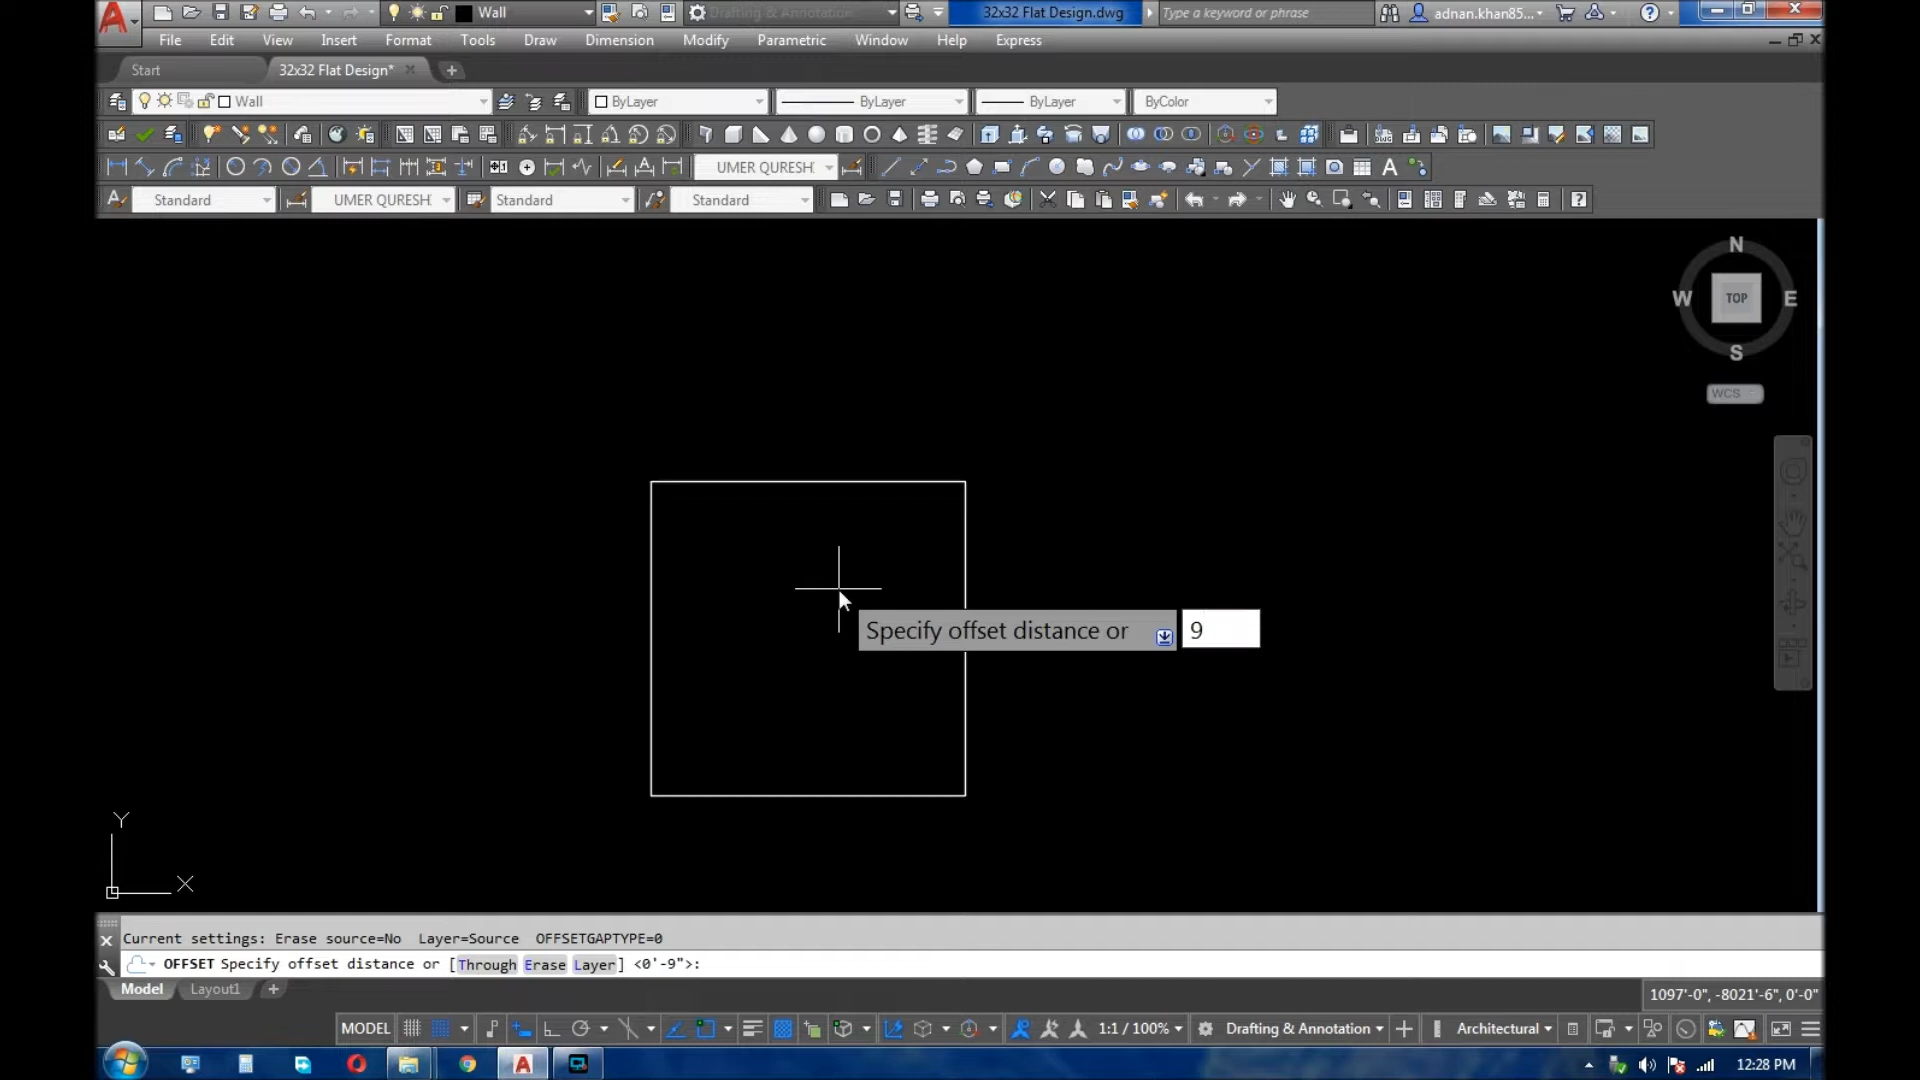 Wall Drafting & Annotation 32x32 Flat Design.dwg Type a keyword or phrase adnan.khan85...
File Edit View Insert Format Tools Draw Dimension Modify Parametric Window Help Express
Start 32x32 Flat Design*
Wall ByLayer ByLayer ByLayer ByColor
UMER QURESH
Standard UMER QURESH Standard Standard
N
W TOP E
S
WCS
Specify offset distance or 9
Y
X
Current settings: Erase source=No Layer=Source OFFSETGAPTYPE=0
OFFSET Specify offset distance or [Through Erase Layer] <0'-9">:
Model Layout1
1097'-0", -8021'-6", 0'-0"
MODEL 1:1 / 100% Drafting & Annotation Architectural
12:28 PM